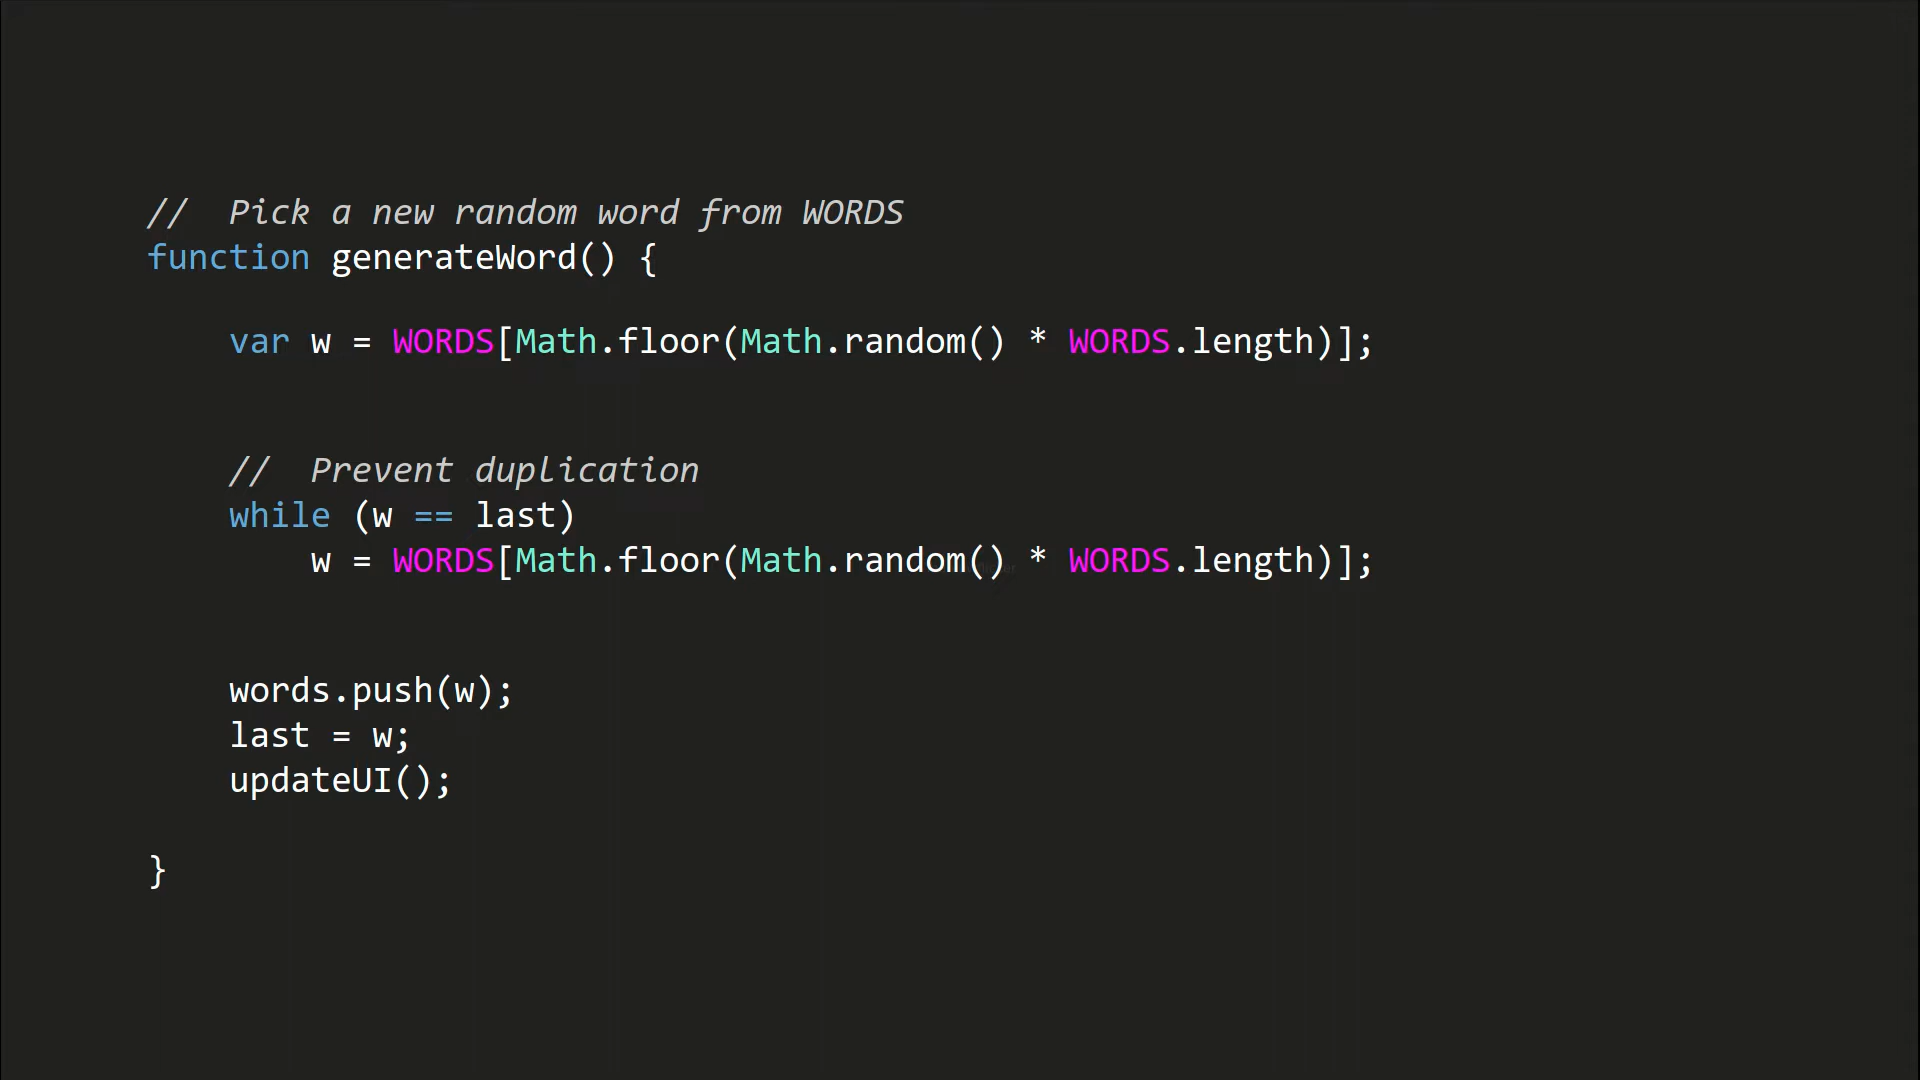 //  Pick a new random word from WORDS
function generateWord() {
    var w = WORDS[Math.floor(Math.random() * WORDS.length)];
    //  Prevent duplication
    while (w == last)
        w = WORDS[Math.floor(Math.random() * WORDS.length)];
    words.push(w);
    last = w;
    updateUI();
}